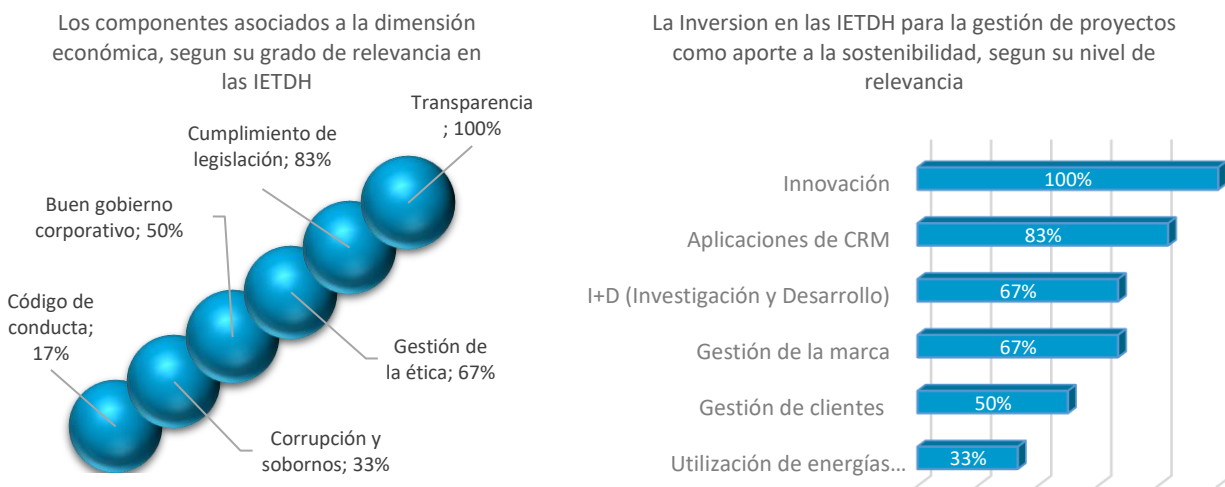 Los componentes asociados a la dimensión
económica, segun su grado de relevancia en
las IETDH
Transparencia
; 100%
Cumplimiento de
legislación; 83%
Buen gobierno
corporativo; 50%
Código de
conducta;
17%
Gestión de
la ética; 67%
Corrupción y
sobornos; 33%
La Inversion en las IETDH para la gestión de proyectos
como aporte a la sostenibilidad, segun su nivel de
relevancia
Innovación
100%
Aplicaciones de CRM
83%
I+D (Investigación y Desarrollo)
67%
Gestión de la marca
67%
Gestión de clientes
50%
Utilización de energías...
33%